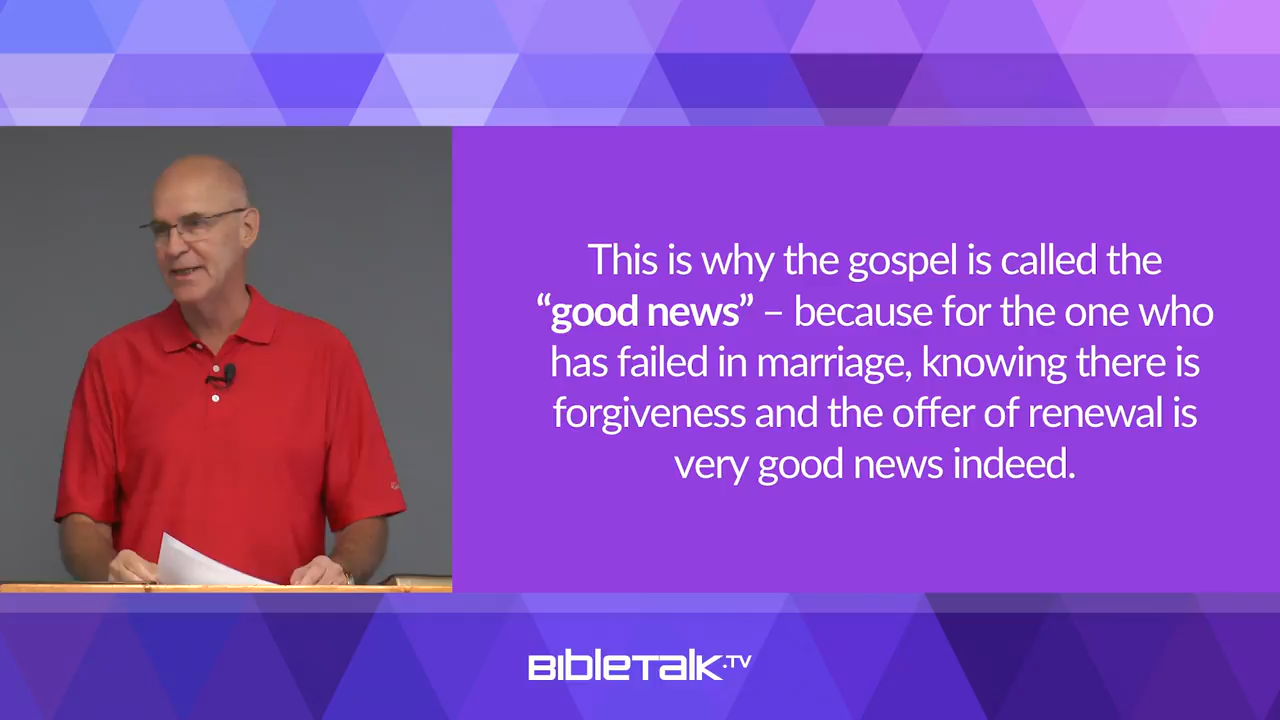 This is why the gospel is called the
“good news” – because for the one who
has failed in marriage, knowing there is
forgiveness and the offer of renewal is
very good news indeed.
BIBLETALK.TV